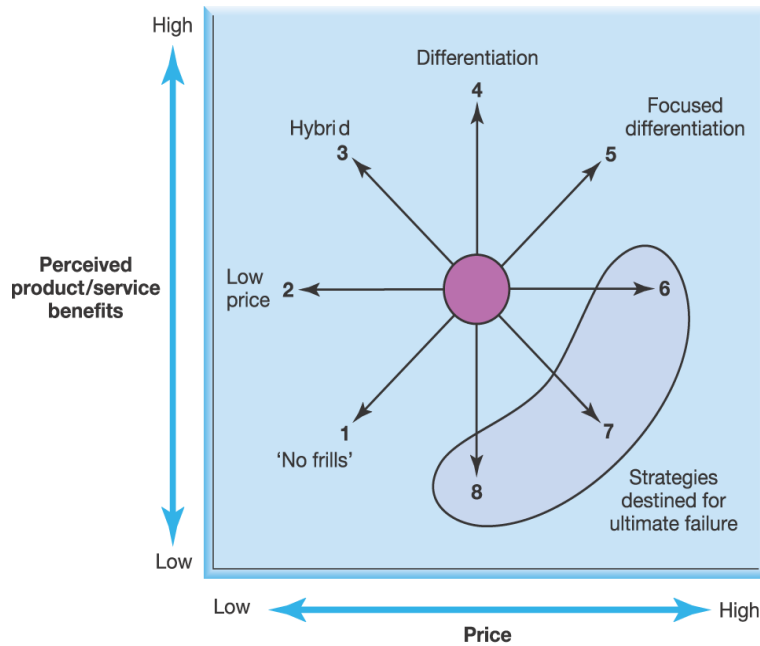 High
Differentiation
4
Focused
differentiation
5
Hybrid
3
Perceived
product/service
benefits
Low
price
2
6
1
'No frills'
7
8
Strategies
destined for
ultimate failure
Low
Low
High
Price